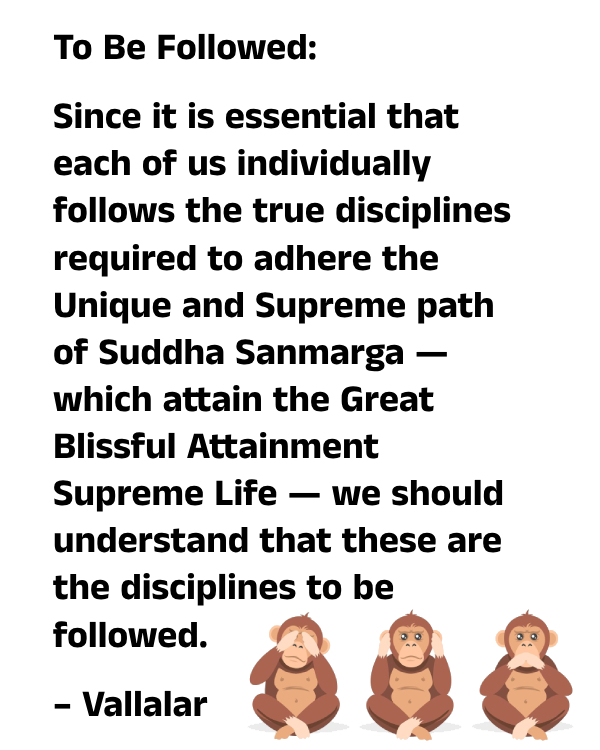 To Be Followed:
Since it is essential that
each of us individually
follows the true disciplines
required to adhere the
Unique and Supreme path
of Suddha Sanmarga —
which attain the Great
Blissful Attainment
Supreme Life — we should
understand that these are
the disciplines to be
followed.
– Vallalar